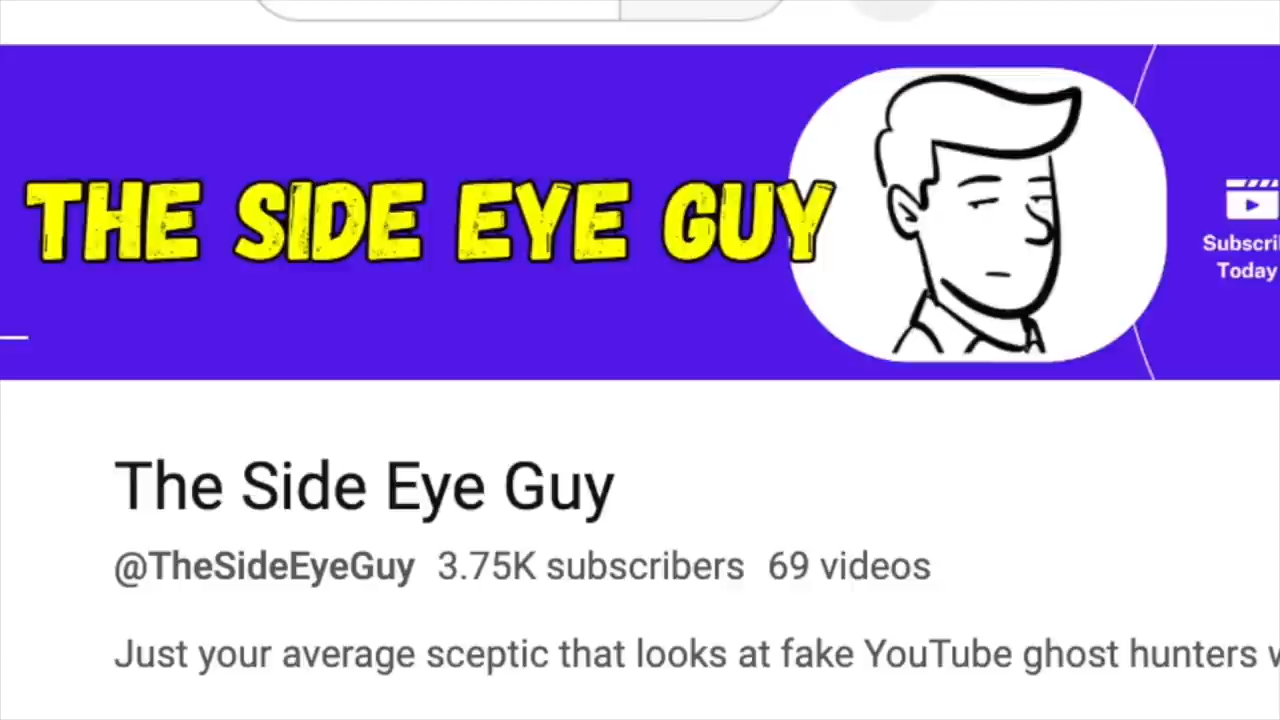 THE SIDE EYE GUY
Subscri
Today
The Side Eye Guy
@TheSideEyeGuy 3.75K subscribers 69 videos
Just your average sceptic that looks at fake YouTube ghost hunters